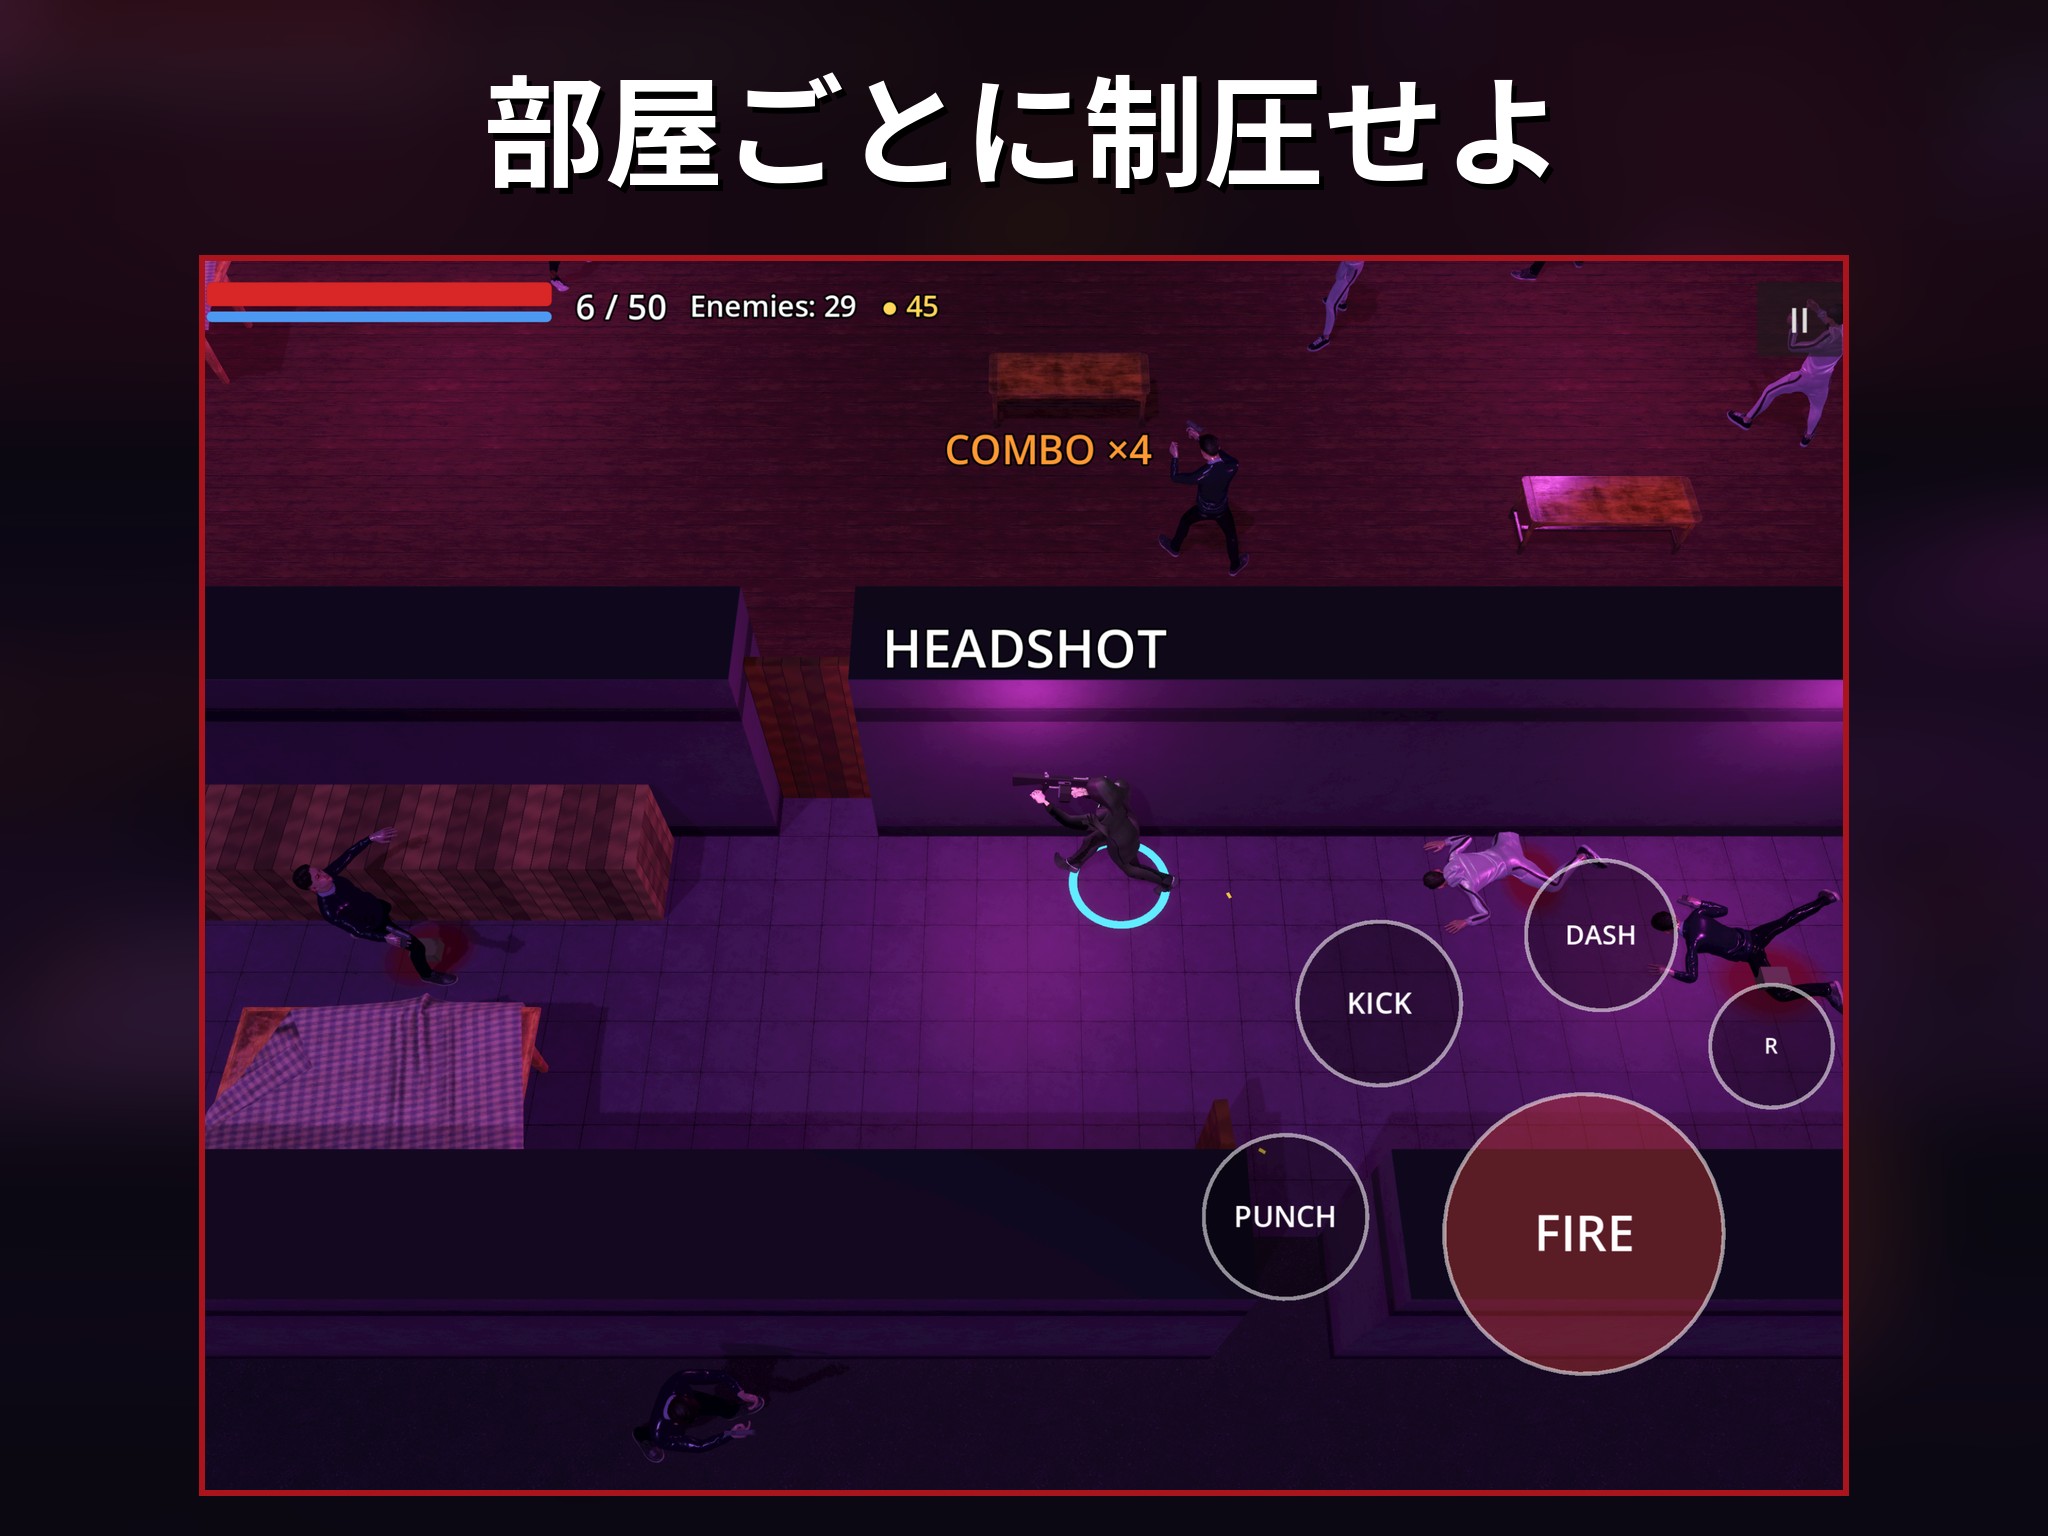 部屋ごとに制圧せよ
6 / 50 Enemies: 29 45
COMBO ×4
HEADSHOT
DASH
KICK
R
PUNCH
FIRE